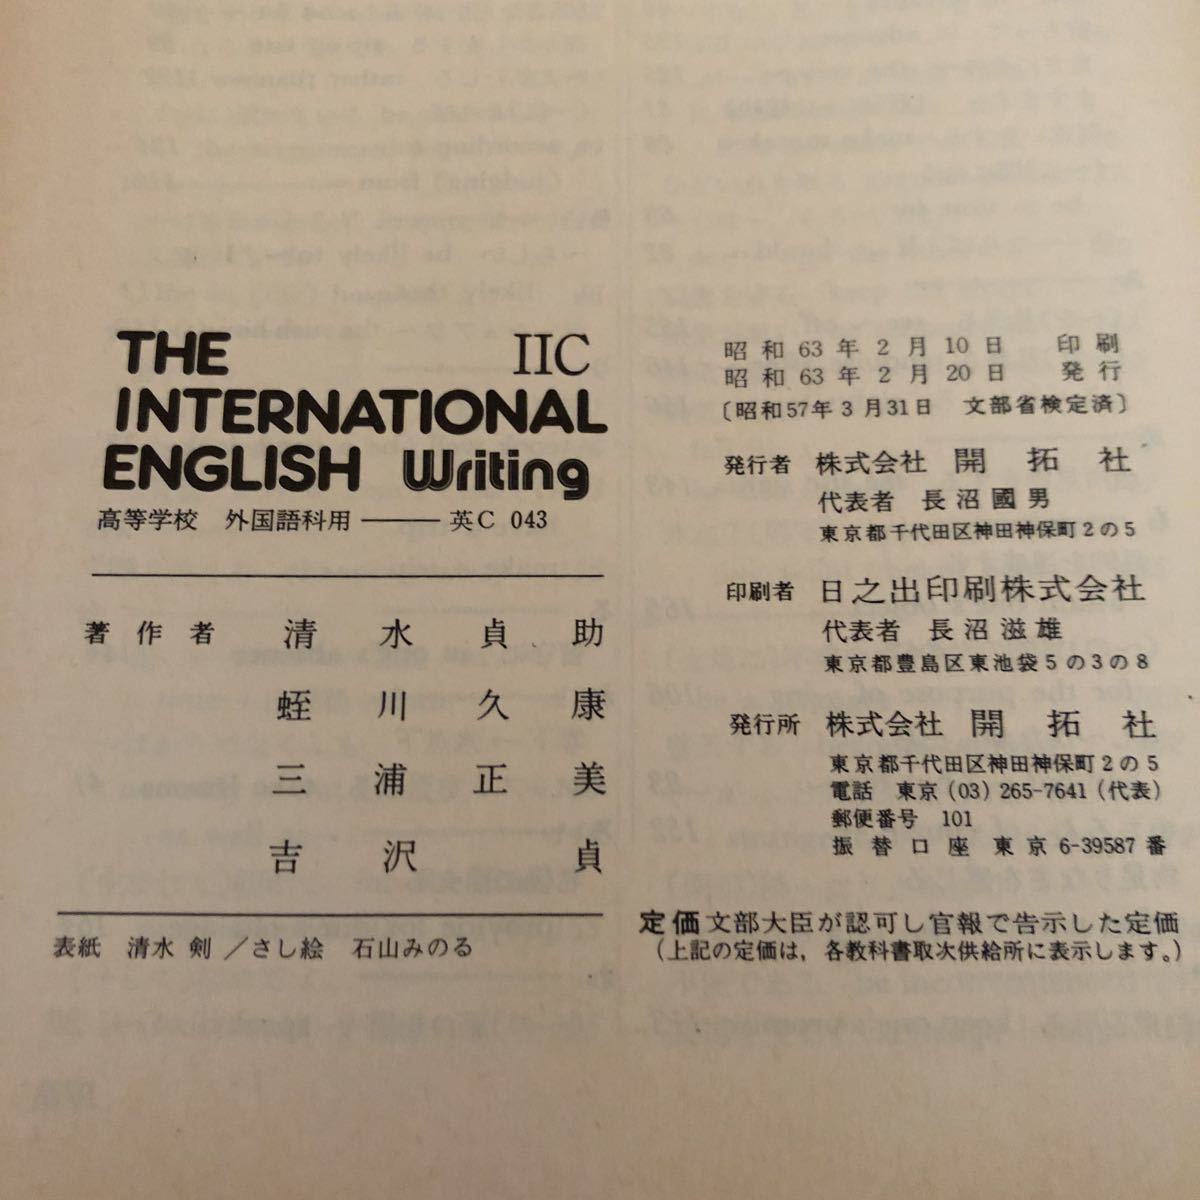 THE IIC
INTERNATIONAL
ENGLISH Writing
高等学校 外国語科用 ――― 英C 043
著作者 清水貞助
蛭川久康
三浦正美
吉沢貞
表紙 清水 剣 /さし絵 石山みのる
昭和63年2月10日 印刷
昭和63年2月20日 発行
〔昭和57年3月31日 文部省検定済〕
発行者 株式会社 開拓社
代表者 長沼國男
東京都千代田区神田神保町2の5
印刷者 日之出印刷株式会社
代表者 長沼滋雄
東京都豊島区東池袋5の3の8
発行所 株式会社 開拓社
東京都千代田区神田神保町2の5
電話 東京(03)265-7641(代表)
郵便番号 101
振替口座 東京6-39587番
定価 文部大臣が認可し官報で告示した定価
(上記の定価は,各教科書取次供給所に表示します。)